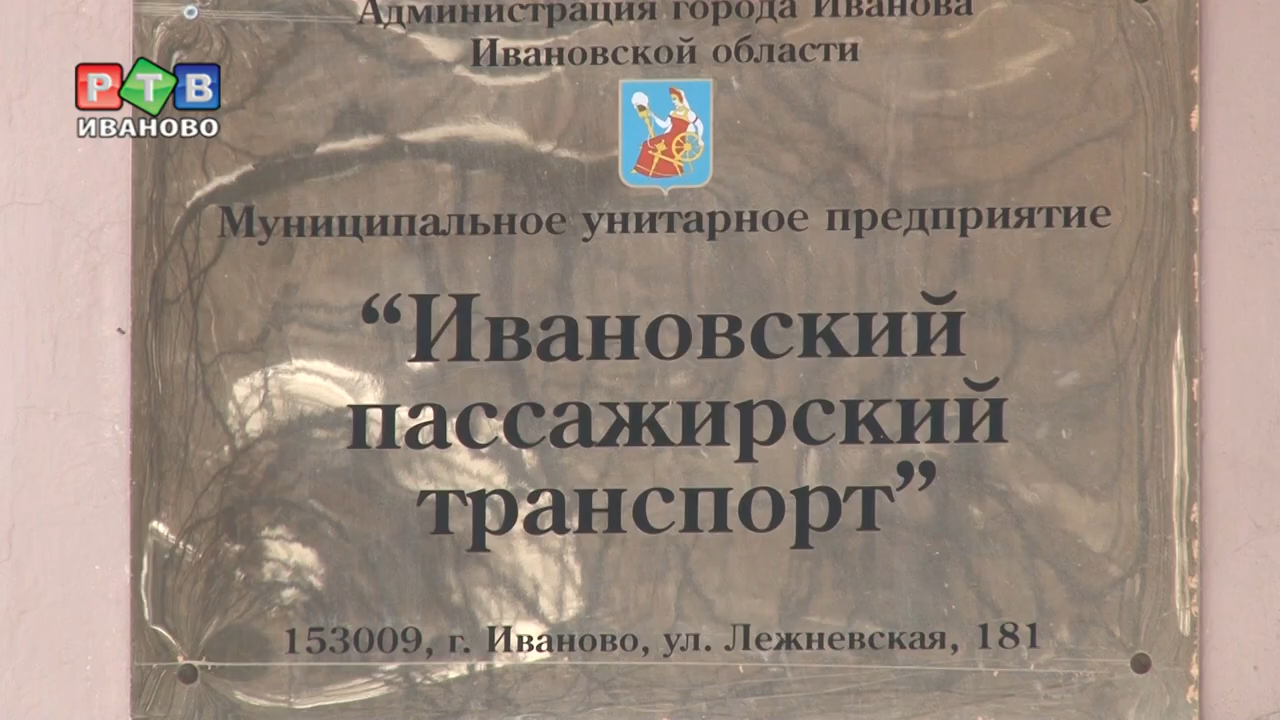 Администрация города Иванова
Ивановской области
РТВ
ИВАНОВО
Муниципальное унитарное предприятие
“Ивановский
пассажирский
транспорт”
153009, г. Иваново, ул. Лежневская, 181